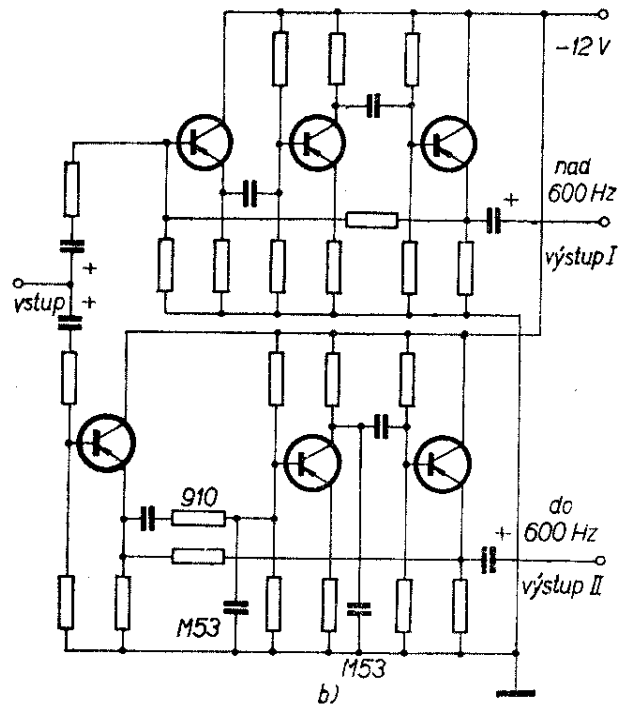 -12 V
nad
600 Hz
výstup I
+
+
+
vstup
910
do
600 Hz
+
výstup II
M53
M53
b)